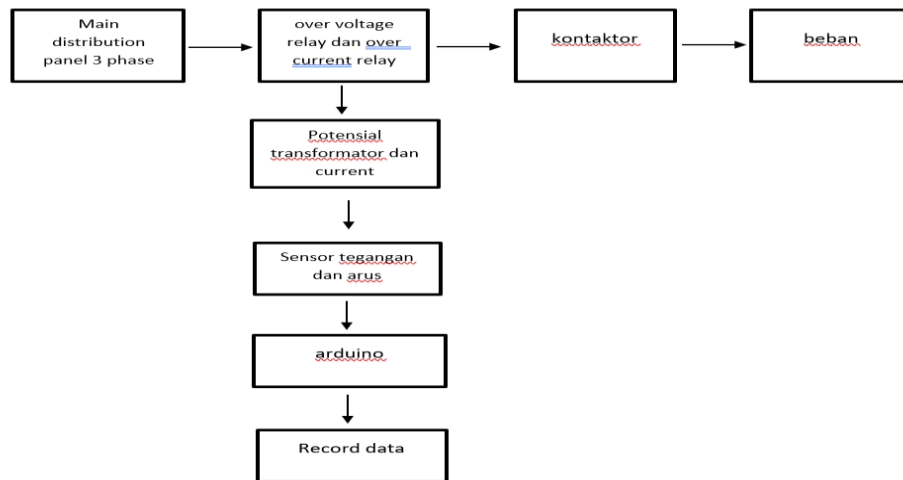 Main
distribution
panel 3 phase
over voltage
relay dan over
current relay
kontaktor
beban
Potensial
transformator dan
current
Sensor tegangan
dan arus
arduino
Record data